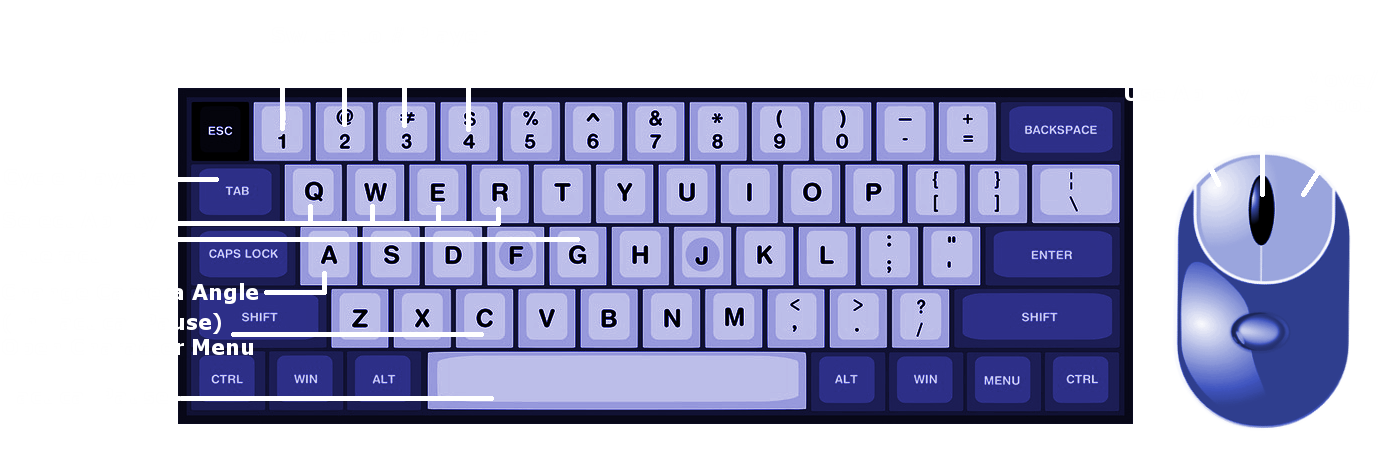 ESC 1 @ 2 # 3 $ 4 % 5 ^ 6 & 7 * 8 ( 9 ) 0 — - + = BACKSPACE
TAB Q W E R T Y U I O P { [ } ] ¦ \
CAPS LOCK A S D F G H J K L : ; " ' ENTER
a Angle
SHIFT Z X C V B N M < , > . ? / SHIFT
use)
r Menu
CTRL WIN ALT ALT WIN MENU CTRL